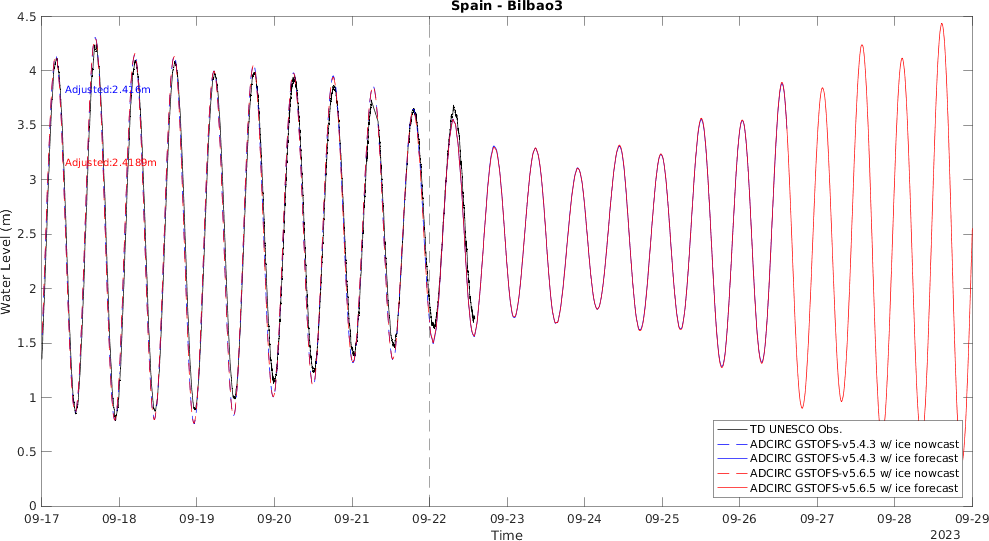 Spain - Bilbao3
4.5
4
3.5
3
2.5
2
1.5
1
0.5
0
Water Level (m)
Adjusted:2.416m
Adjusted:2.4189m
TD UNESCO Obs.
ADCIRC GSTOFS-v5.4.3 w/ ice nowcast
ADCIRC GSTOFS-v5.4.3 w/ ice forecast
ADCIRC GSTOFS-v5.6.5 w/ ice nowcast
ADCIRC GSTOFS-v5.6.5 w/ ice forecast
09-17 09-18 09-19 09-20 09-21 09-22 09-23 09-24 09-25 09-26 09-27 09-28 09-29
Time
2023